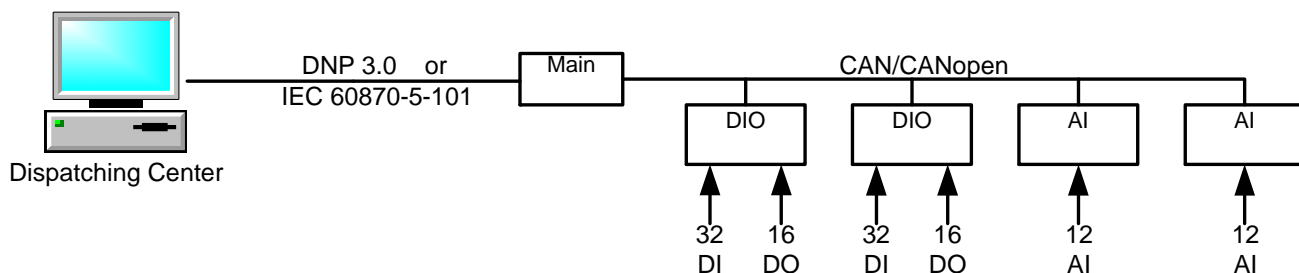 DNP 3.0 or
IEC 60870-5-101
Main
CAN/CANopen
DIO
DIO
AI
AI
Dispatching Center
32
DI
16
DO
32
DI
16
DO
12
AI
12
AI